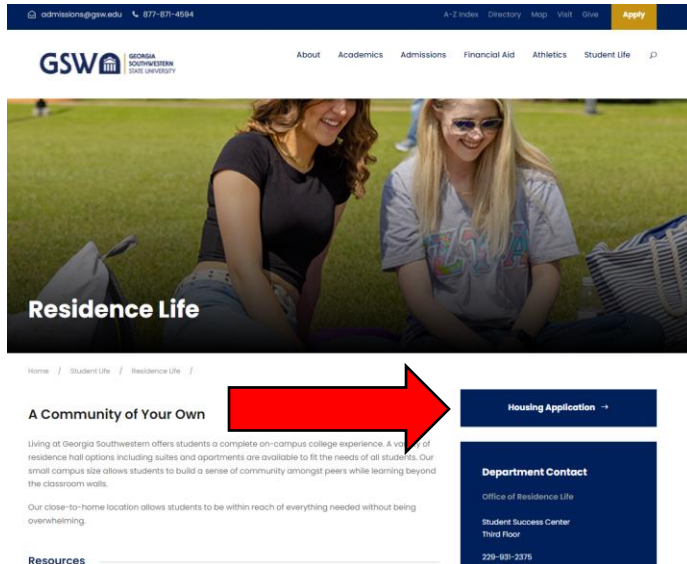 admissions@gsw.edu 877-871-4594 A-Z Index Directory Map Visit Give Apply
GSW GEORGIA
SOUTHWESTERN
STATE UNIVERSITY
About Academics Admissions Financial Aid Athletics Student Life
ΖΤΑ
Residence Life
Home / Student Life / Residence Life /
A Community of Your Own
Housing Application →
Living at Georgia Southwestern offers students a complete on-campus college experience. A of
residence hall options including suites and apartments are available to fit the needs of all students. Our
small campus size allows students to build a sense of community amongst peers while learning beyond
the classroom walls.
Our close-to-home location allows students to be within reach of everything needed without being
overwhelming.
Resources
Department Contact
Office of Residence Life
Student Success Center
Third Floor
229-931-2375